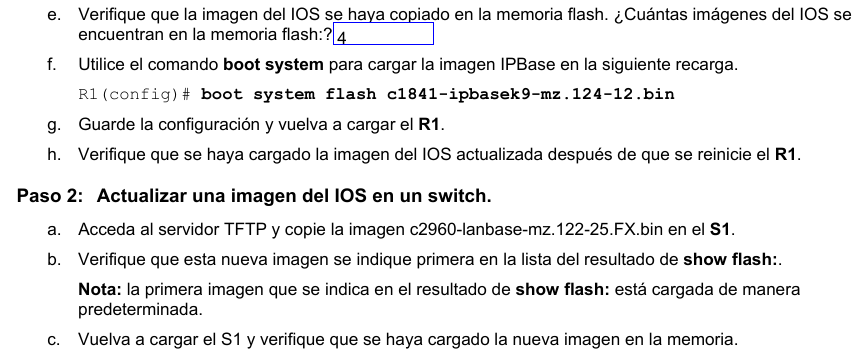 e. Verifique que la imagen del IOS se haya copiado en la memoria flash. ¿Cuántas imágenes del IOS se
encuentran en la memoria flash:? 4
f. Utilice el comando boot system para cargar la imagen IPBase en la siguiente recarga.
R1(config)# boot system flash c1841-ipbasek9-mz.124-12.bin
g. Guarde la configuración y vuelva a cargar el R1.
h. Verifique que se haya cargado la imagen del IOS actualizada después de que se reinicie el R1.
Paso 2: Actualizar una imagen del IOS en un switch.
a. Acceda al servidor TFTP y copie la imagen c2960-lanbase-mz.122-25.FX.bin en el S1.
b. Verifique que esta nueva imagen se indique primera en la lista del resultado de show flash:.
Nota: la primera imagen que se indica en el resultado de show flash: está cargada de manera
predeterminada.
c. Vuelva a cargar el S1 y verifique que se haya cargado la nueva imagen en la memoria.